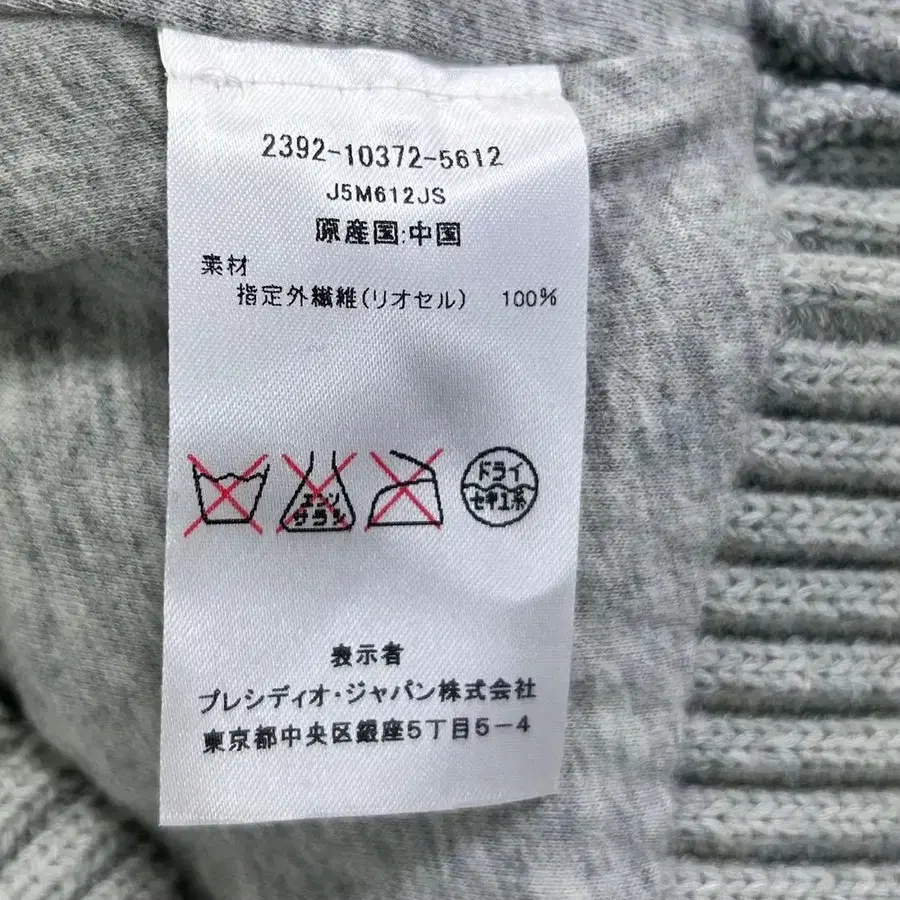 2392-10372-5612
J5M612JS
原産国:中国
素材
指定外繊維(リオセル) 100%
エンソ
サラシ
ドライ
セキユ系
表示者
プレシディオ・ジャパン株式会社
東京都中央区銀座5丁目5-4